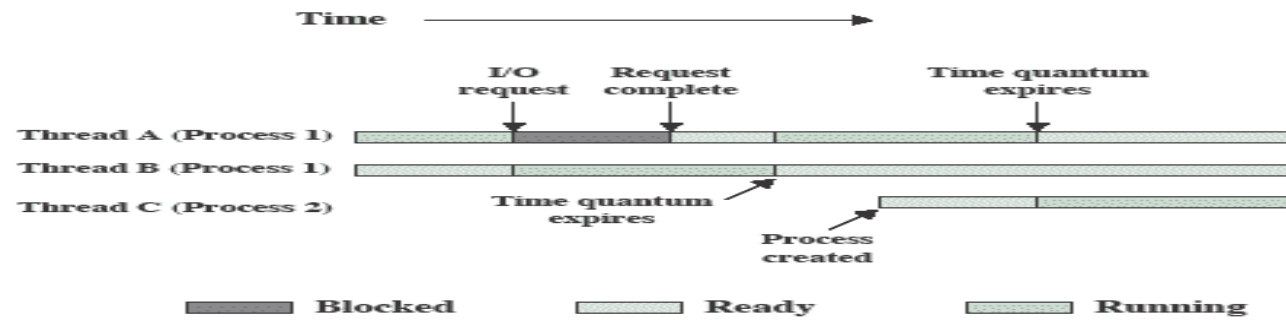 Time
I/O
request
Request
complete
Time quantum
expires
Thread A (Process 1)
Thread B (Process 1)
Thread C (Process 2)
Time quantum
expires
Process
created
Blocked
Ready
Running